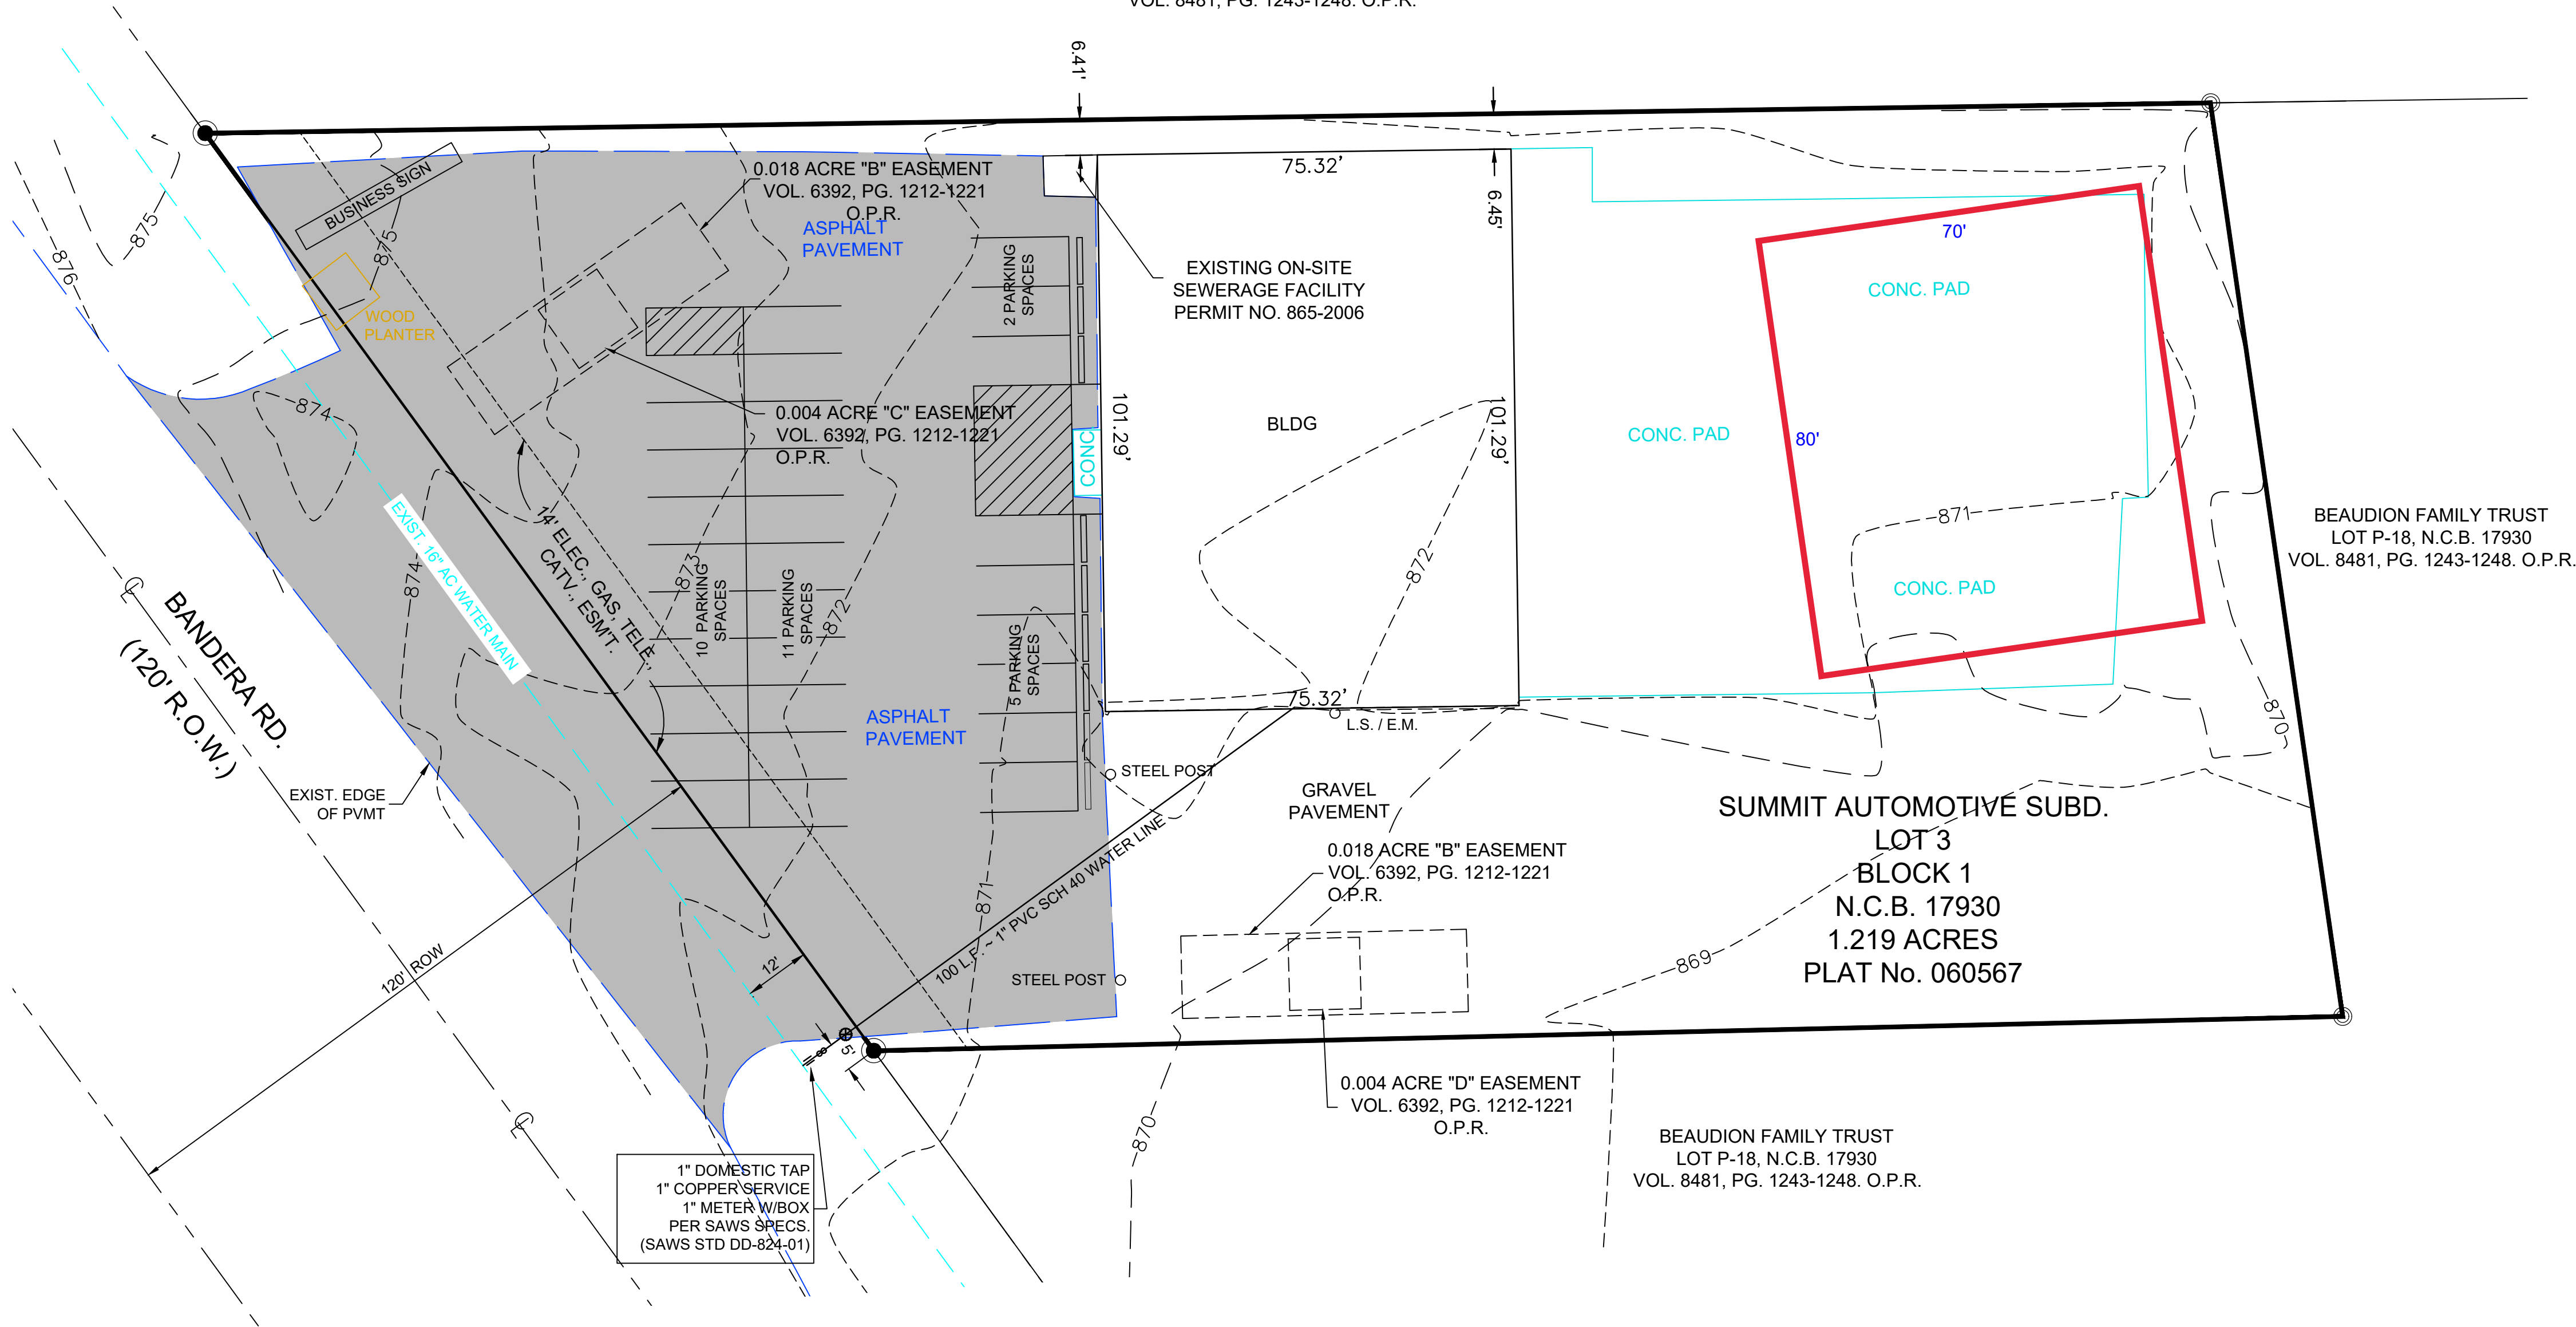 VOL. 8481, PG. 1243-1248. O.P.R.
6.41'
75.32'
6.45'
0.018 ACRE "B" EASEMENT
VOL. 6392, PG. 1212-1221
O.P.R.
ASPHALT
PAVEMENT
BUSINESS SIGN
875
875
876
WOOD
PLANTER
2 PARKING
SPACES
EXISTING ON-SITE
SEWERAGE FACILITY
PERMIT NO. 865-2006
70'
CONC. PAD
80'
CONC. PAD
CONC. PAD
BLDG
101.29'
101.29'
CONC
0.004 ACRE "C" EASEMENT
VOL. 6392, PG. 1212-1221
O.P.R.
874
874
873
872
872
871
871
870
EXIST. 16" AC WATER MAIN
14' ELEC., GAS, TELE.,
CATV., ESM'T.
10 PARKING
SPACES
11 PARKING
SPACES
5 PARKING
SPACES
BEAUDION FAMILY TRUST
LOT P-18, N.C.B. 17930
VOL. 8481, PG. 1243-1248. O.P.R.
BANDERA RD.
(120' R.O.W.)
ASPHALT
PAVEMENT
75.32'
L.S. / E.M.
STEEL POST
GRAVEL
PAVEMENT
EXIST. EDGE
OF PVMT
SUMMIT AUTOMOTIVE SUBD.
LOT 3
BLOCK 1
N.C.B. 17930
1.219 ACRES
PLAT No. 060567
0.018 ACRE "B" EASEMENT
VOL. 6392, PG. 1212-1221
O.P.R.
100 L.F. ~ 1" PVC SCH 40 WATER LINE
120' ROW
12'
STEEL POST
869
5'
0.004 ACRE "D" EASEMENT
VOL. 6392, PG. 1212-1221
O.P.R.
870
BEAUDION FAMILY TRUST
LOT P-18, N.C.B. 17930
VOL. 8481, PG. 1243-1248. O.P.R.
1" DOMESTIC TAP
1" COPPER SERVICE
1" METER W/BOX
PER SAWS SPECS.
(SAWS STD DD-824-01)